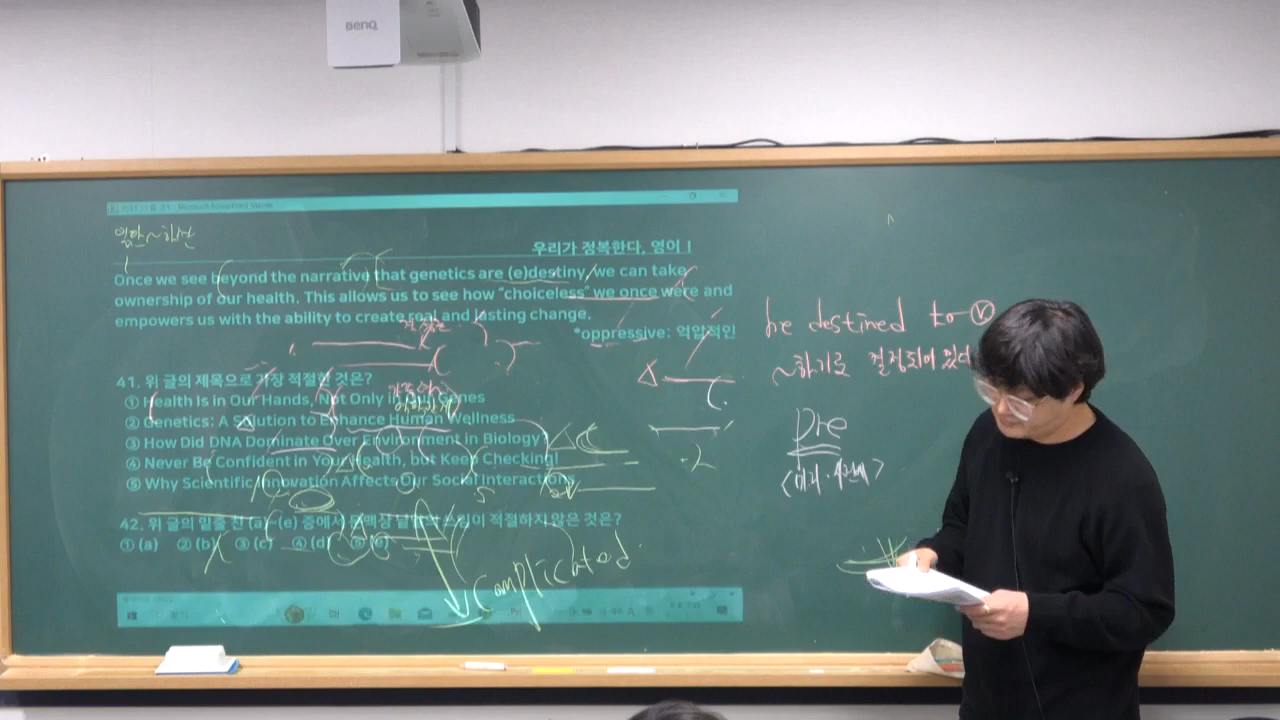 BenQ
일단 ~하면
우리가 정복한다, 영어 !
Once we see beyond the narrative that genetics are (e)destiny, we can take
ownership of our health. This allows us to see how "choiceless" we once were and
empowers us with the ability to create real and lasting change.
*oppressive: 억압적인
be destined to ⓥ
~하기로 결정되어 있다
41. 위 글의 제목으로 가장 적절한 것은?
① Health Is in Our Hands, Not Only in Our Genes
② Genetics: A Solution to Enhance Human Wellness
③ How Did DNA Dominate Over Environment in Biology?
④ Never Be Confident in Your Health, but Keep Checking!
⑤ Why Scientific Innovation Affects Our Social Interactions
pre
42. 위 글의 밑줄 친 (a)~(e) 중에서 문맥상 낱말의 쓰임이 적절하지 않은 것은?
① (a) ② (b) ③ (c) ④ (d) ⑤ (e)
complicated